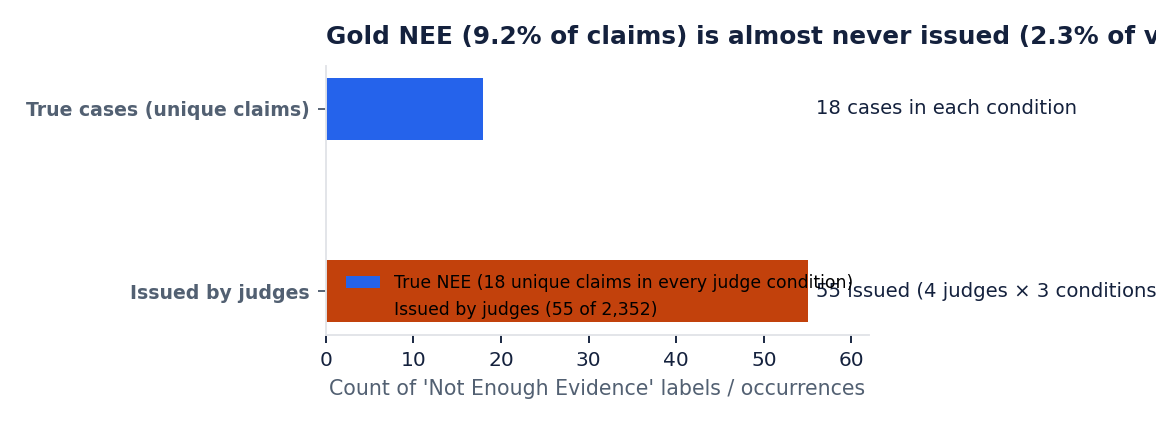 Gold NEE (9.2% of claims) is almost never issued (2.3% of v
True cases (unique claims)
18 cases in each condition
True NEE (18 unique claims in every judge condition)
Issued by judges
55 issued (4 judges × 3 conditions
Issued by judges (55 of 2,352)
0 10 20 30 40 50 60
Count of 'Not Enough Evidence' labels / occurrences